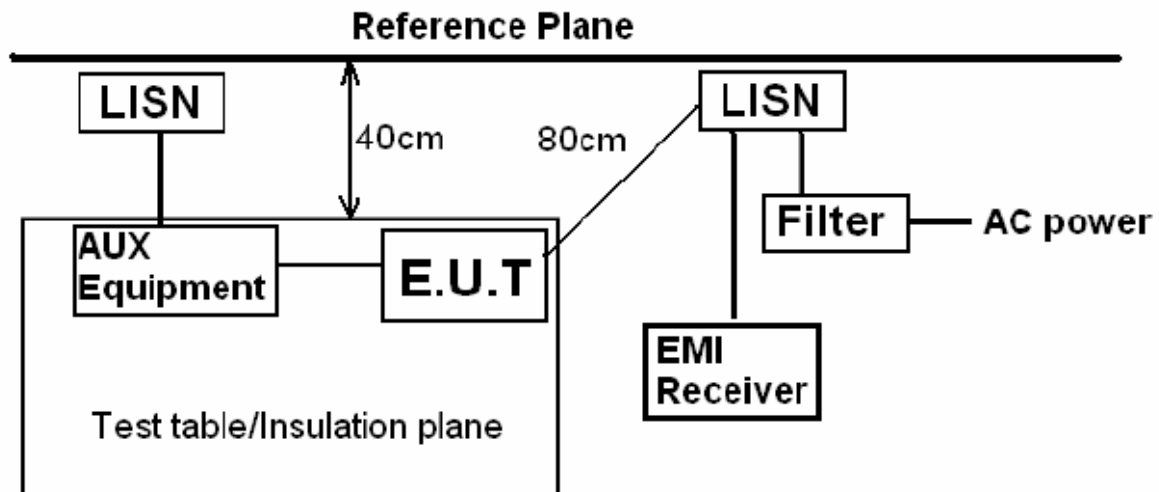 Reference Plane
LISN
40cm
80cm
LISN
Filter
AC power
AUX
Equipment
E.U.T
EMI
Receiver
Test table/Insulation plane